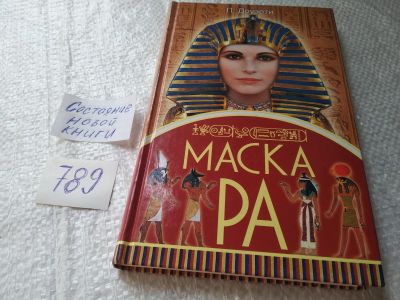 П. Доэрти
МАСКА
РА
Состояние
новой
книги
789